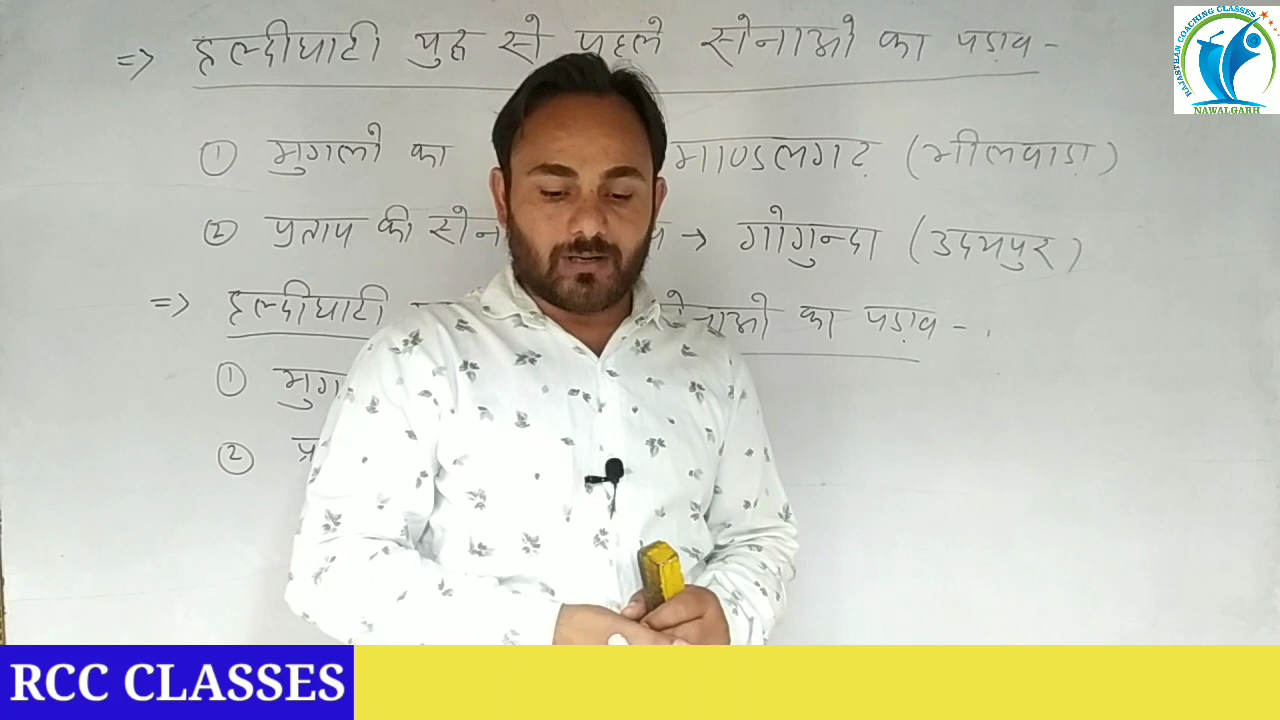 => हल्दीघाटी युद्ध से पहले सेनाओ का पड़ाव -
① मुगलो का माण्डलगढ़ (भीलवाड़ा)
② प्रताप की सेना → गोगुन्दा (उदयपुर)
=> हल्दीघाटी सेनाओ का पड़ाव -
① मुग
② प्र
RAJASTHAN COACHING CLASSES
NAWALGARH
RCC CLASSES